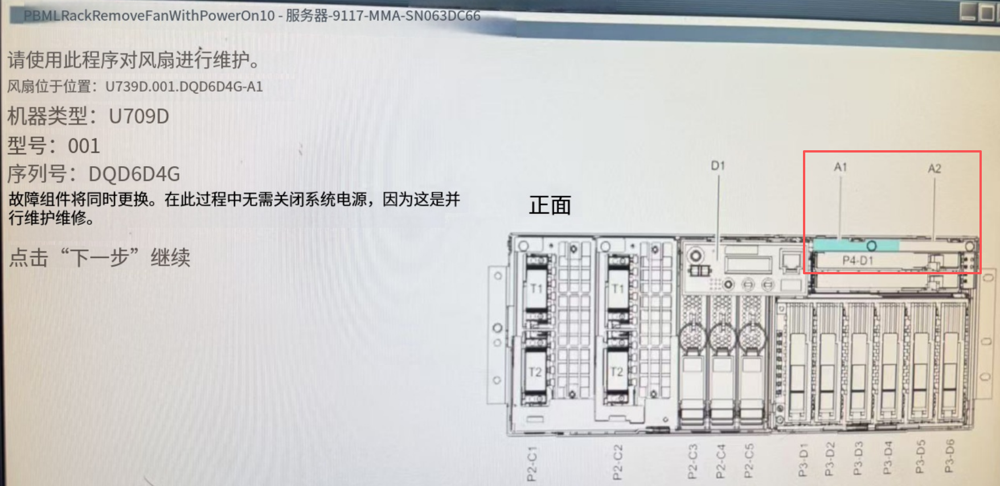 PBMLRackRemoveFanWithPowerOn10 - 服务器-9117-MMA-SN063DC66
请使用此程序对风扇进行维护。
风扇位于位置：U739D.001.DQD6D4G-A1
机器类型：U709D
型号：001
序列号：DQD6D4G
故障组件将同时更换。在此过程中无需关闭系统电源，因为这是并
行维护维修。
点击“下一步”继续
正面
D1
A1
A2
P4-D1
T1
T1
T2
T2
P2-C1
P2-C2
P2-C3
P2-C4
P2-C5
P3-D1
P3-D2
P3-D3
P3-D4
P3-D5
P3-D6